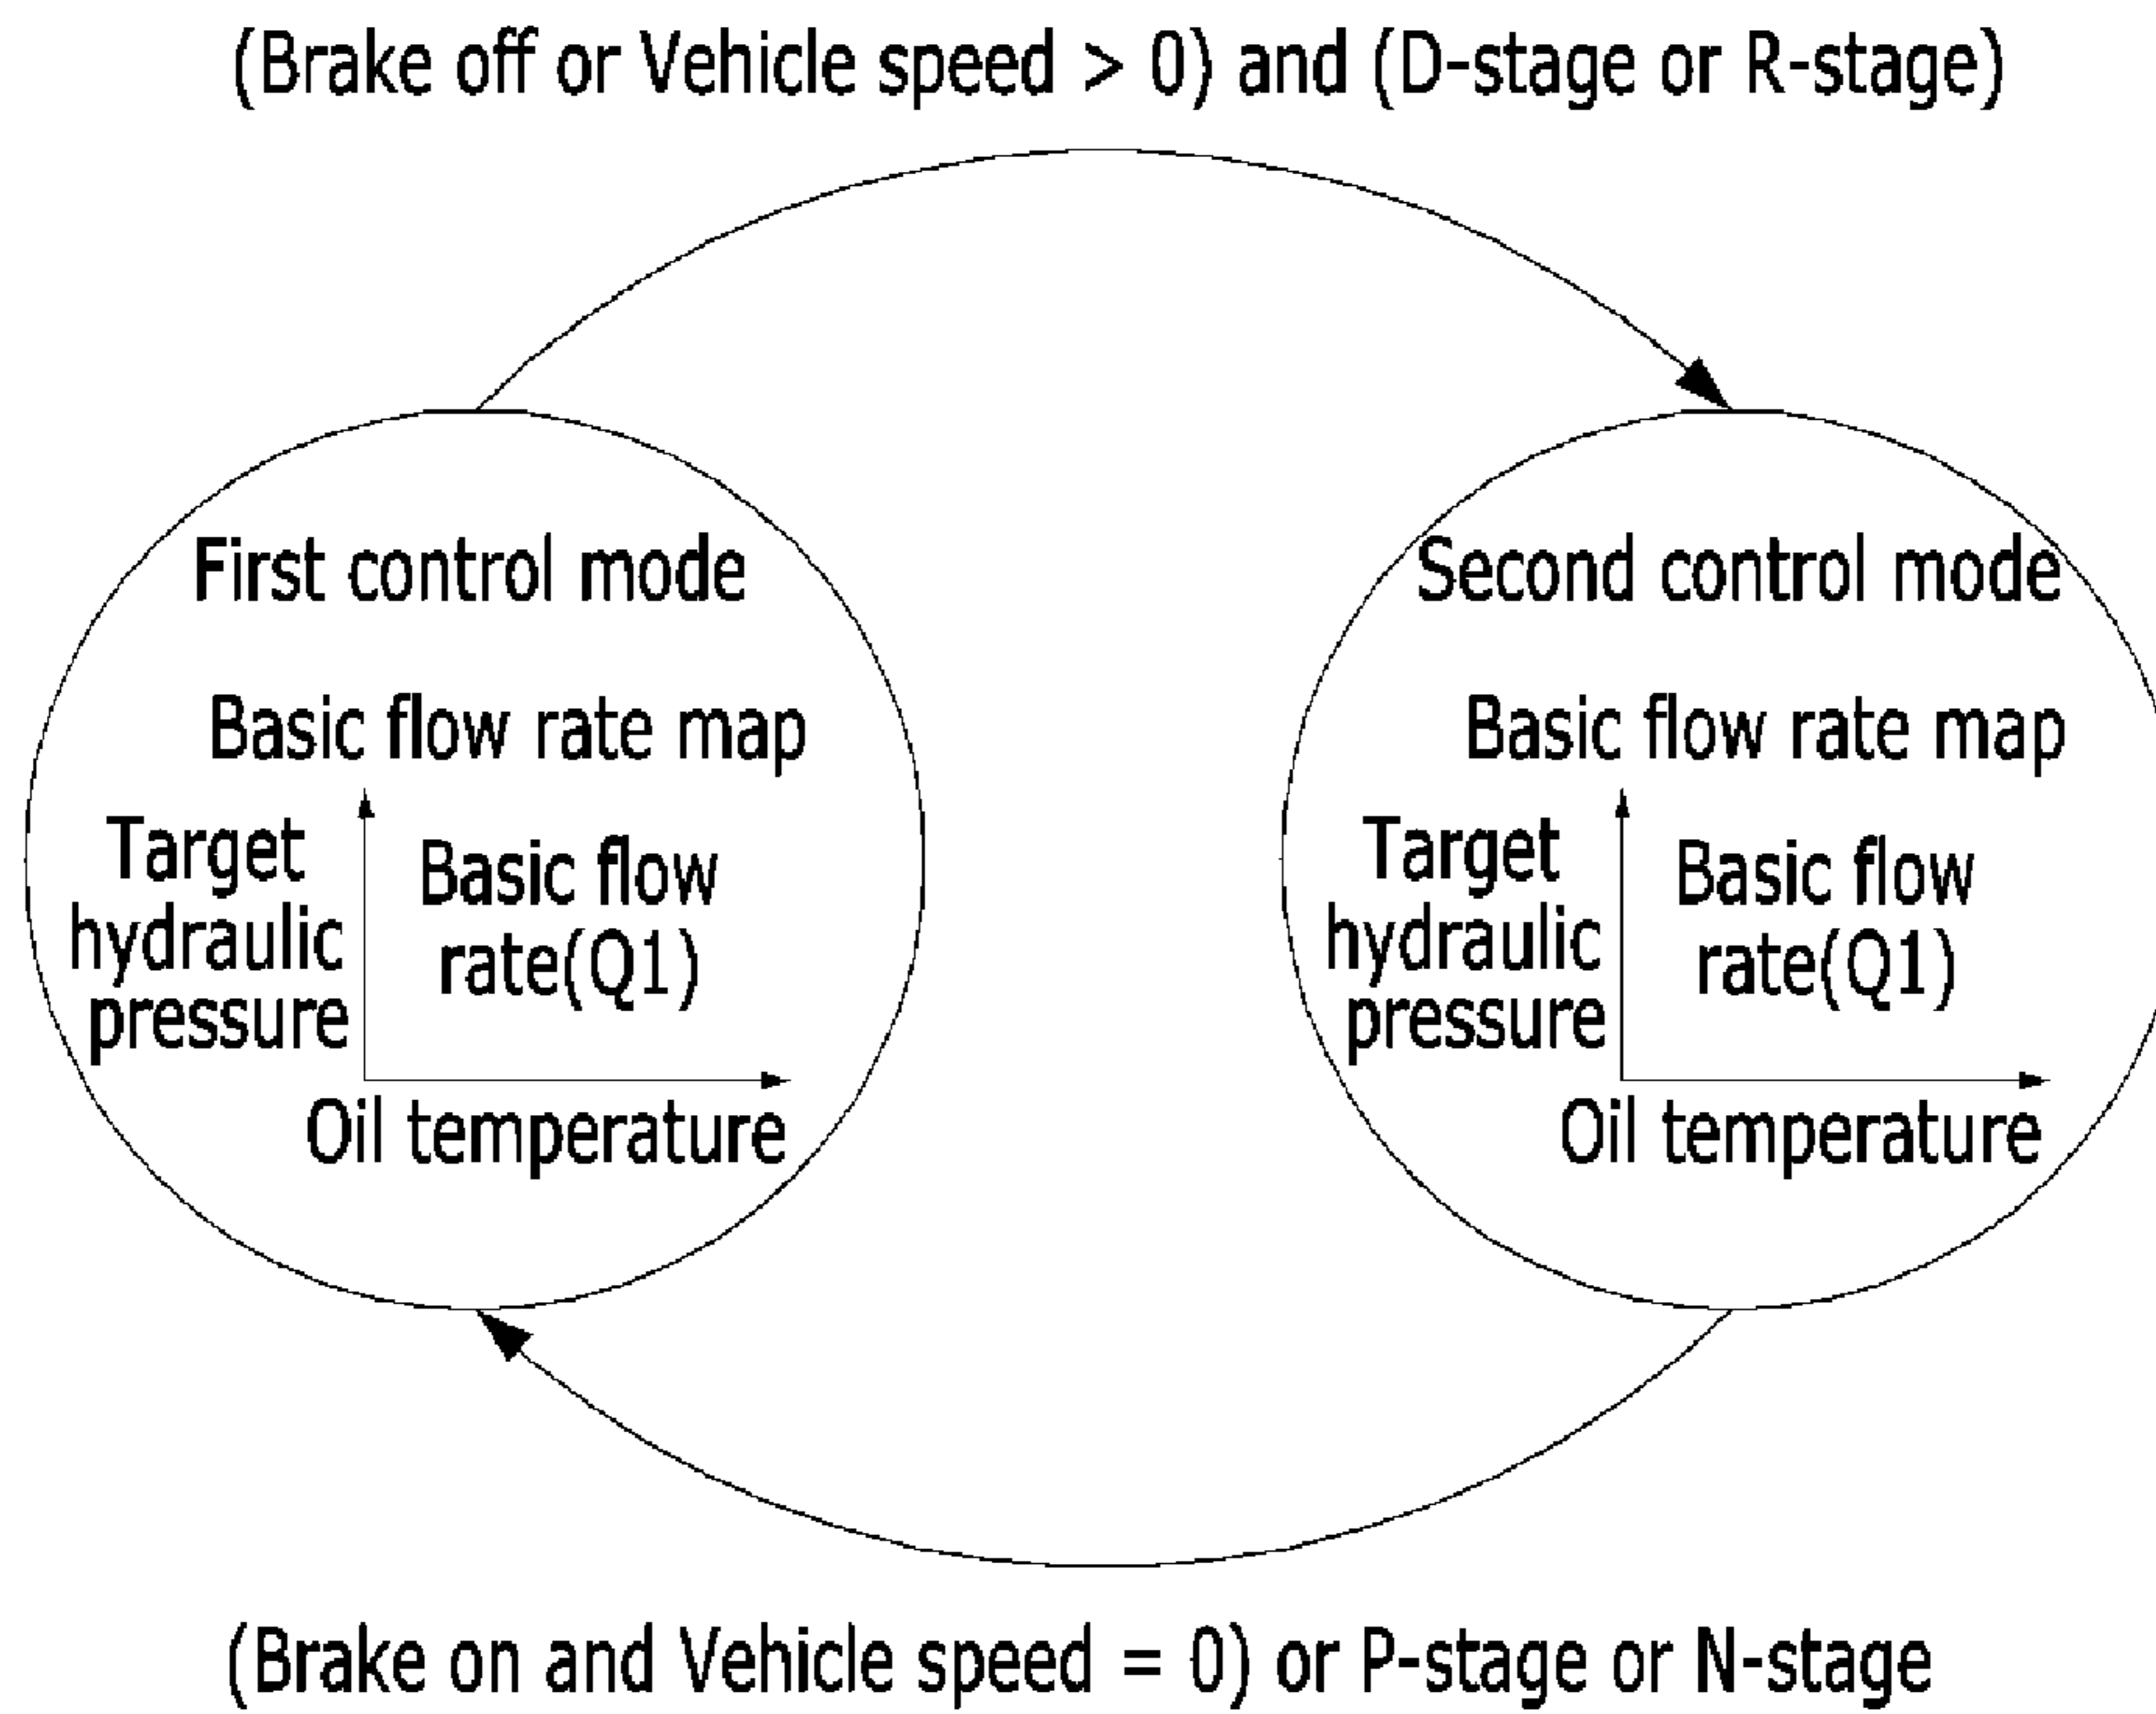 (Brake off or Vehicle speed > 0) and (D-stage or R-stage)
First control mode
Basic flow rate map
Target
hydraulic
pressure
Basic flow
rate(Q1)
Oil temperature
Second control mode
Basic flow rate map
Target
hydraulic
pressure
Basic flow
rate(Q1)
Oil temperature
(Brake on and Vehicle speed = 0) or P-stage or N-stage